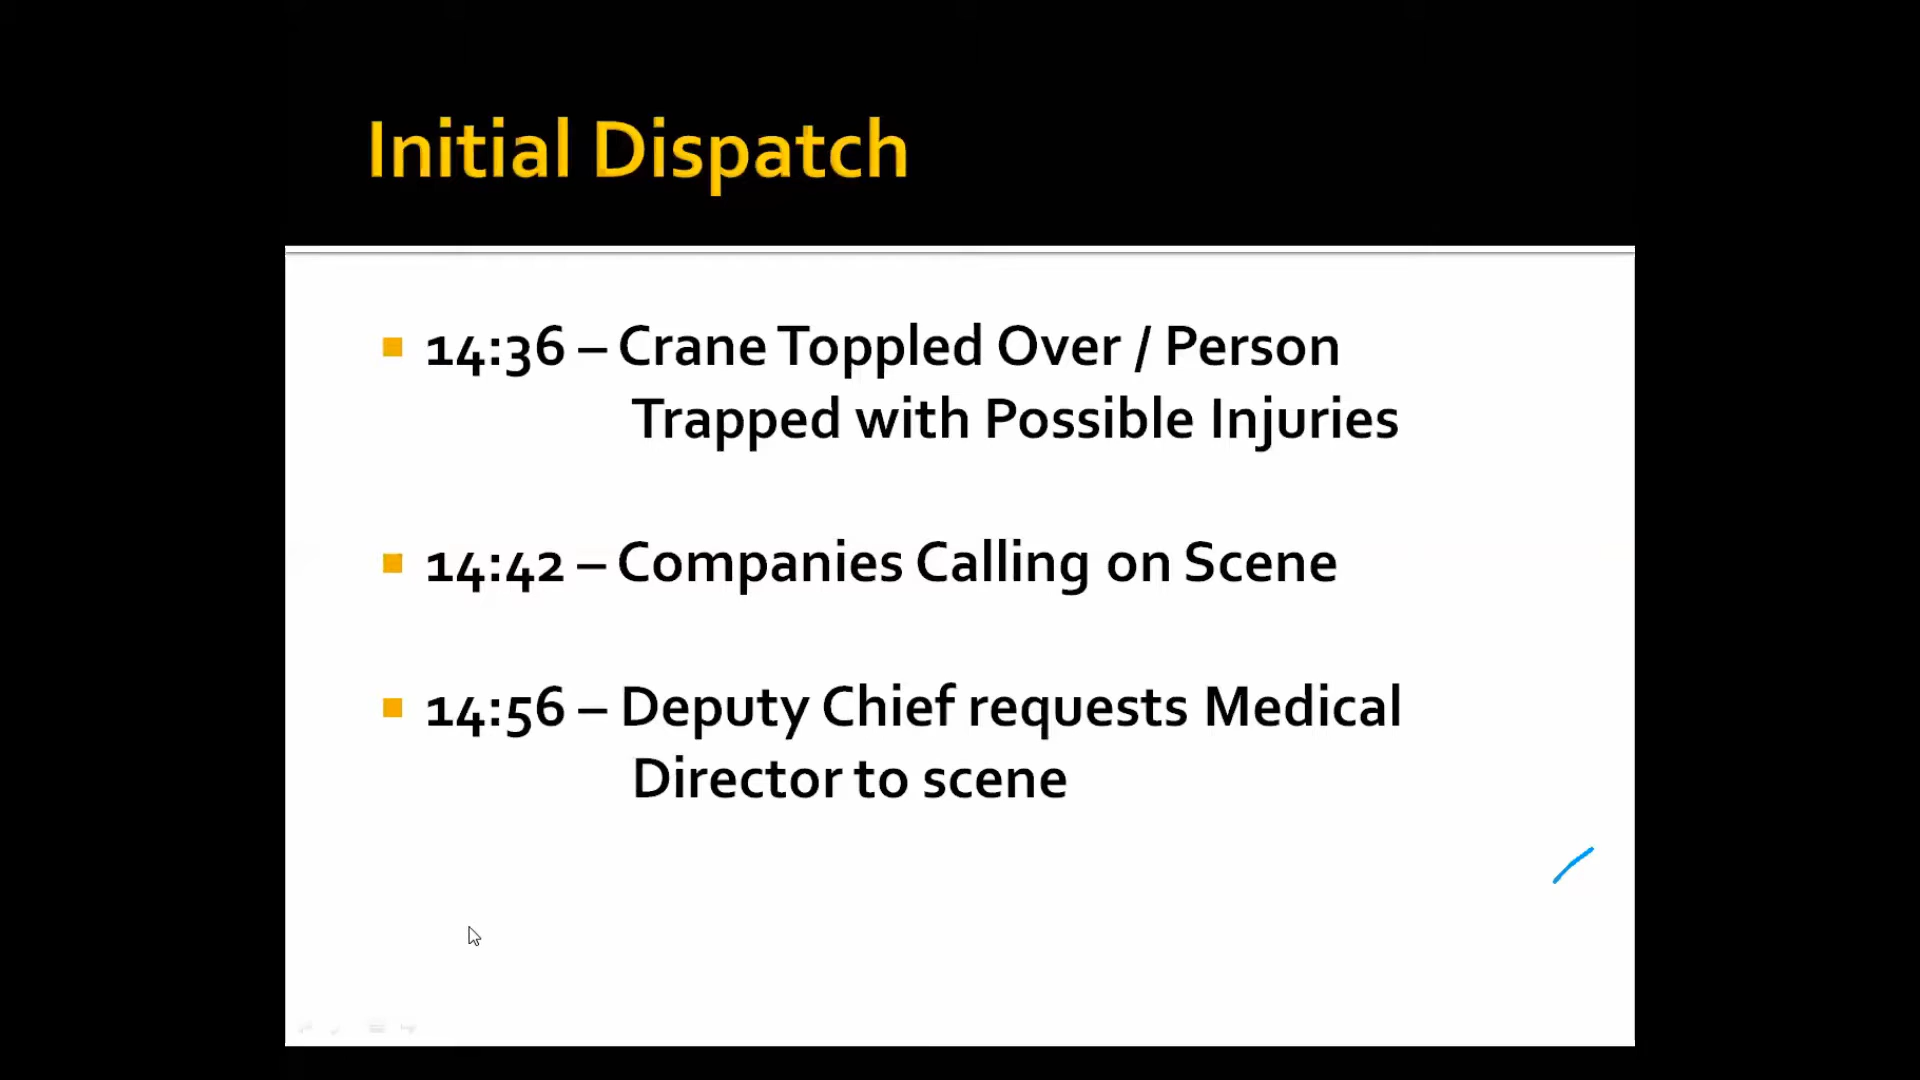 Initial Dispatch
14:36 – Crane Toppled Over / Person
Trapped with Possible Injuries
14:42 – Companies Calling on Scene
14:56 – Deputy Chief requests Medical
Director to scene